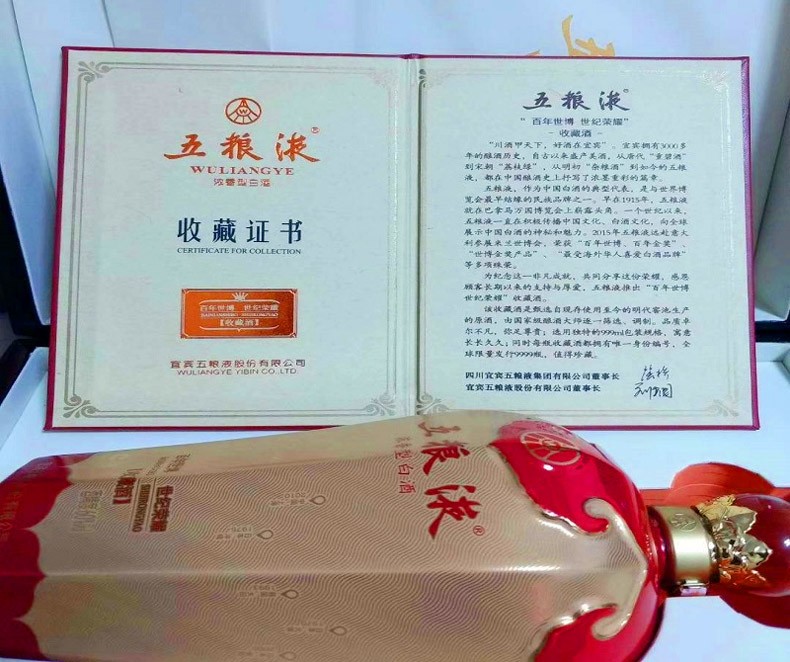 五粮液®
WULIANGYE
浓香型白酒
收藏证书
CERTIFICATE FOR COLLECTION
百年世博 世纪荣耀
【收藏酒】
宜宾五粮液股份有限公司
WULIANGYE YIBIN CO.,LTD.
五粮液®
“百年世博 世纪荣耀”
- 收藏酒 -
“川酒甲天下，好酒在宜宾”。宜宾拥有3000多
年的酿酒历史，自古以来盛产美酒，从唐代“重碧酒”
到宋朝“荔枝绿”，从明初“杂粮酒”到如今的五粮
液，都在中国酿酒史上抒写了浓墨重彩的篇章。
五粮液，作为中国白酒的典型代表，是与世界博
览会最早结缘的民族品牌之一。早在1915年，五粮液
就在巴拿马万国博览会上崭露头角。一个世纪以来，
五粮液一直在积极传播中国文化、白酒文化，向全球
展示中国白酒的神秘和魅力。2015年五粮液远赴意大
利参展米兰世博会，荣获“百年世博、百年金奖”、
“世博金奖产品”、“最受海外华人喜爱白酒品牌”
等多项殊荣。
为纪念这一非凡成就，共同分享这份荣耀，感恩
顾客长期以来的支持与厚爱，五粮液推出“百年世博
世纪荣耀”收藏酒。
该收藏酒是甄选自现存使用至今的明代窖池生产
的原酒，由国家级酿酒大师逐一筛选、调制。品质卓
尔不凡，弥足尊贵；选用独特的999ml包装规格，寓意
长长久久；同时每瓶收藏酒都拥有唯一身份编号，全
球限量发行9999瓶，值得珍藏。
四川宜宾五粮液集团有限公司董事长
宜宾五粮液股份有限公司董事长
五粮液®
浓香型白酒
世纪荣耀
SHIJIRONGYAO
【收藏酒】